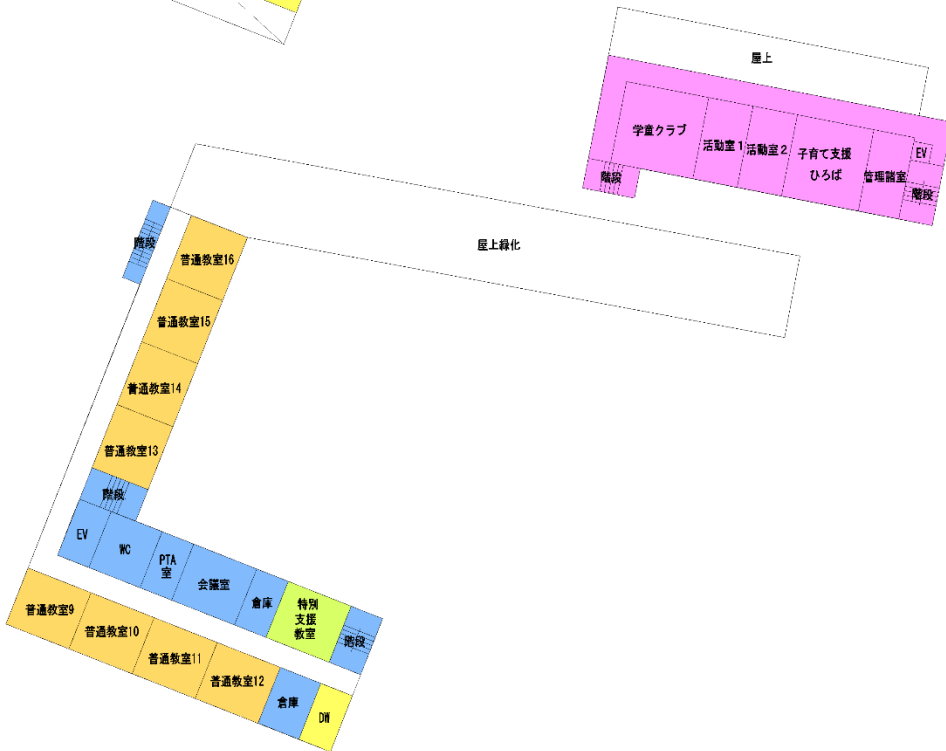 屋上
学童クラブ
活動室1
活動室2
子育て支援
ひろば
管理諸室
EV
階段
階段
屋上緑化
階段
普通教室16
普通教室15
普通教室14
普通教室13
階段
EV
WC
PTA
室
会議室
倉庫
特別
支援
教室
階段
普通教室9
普通教室10
普通教室11
普通教室12
倉庫
DW